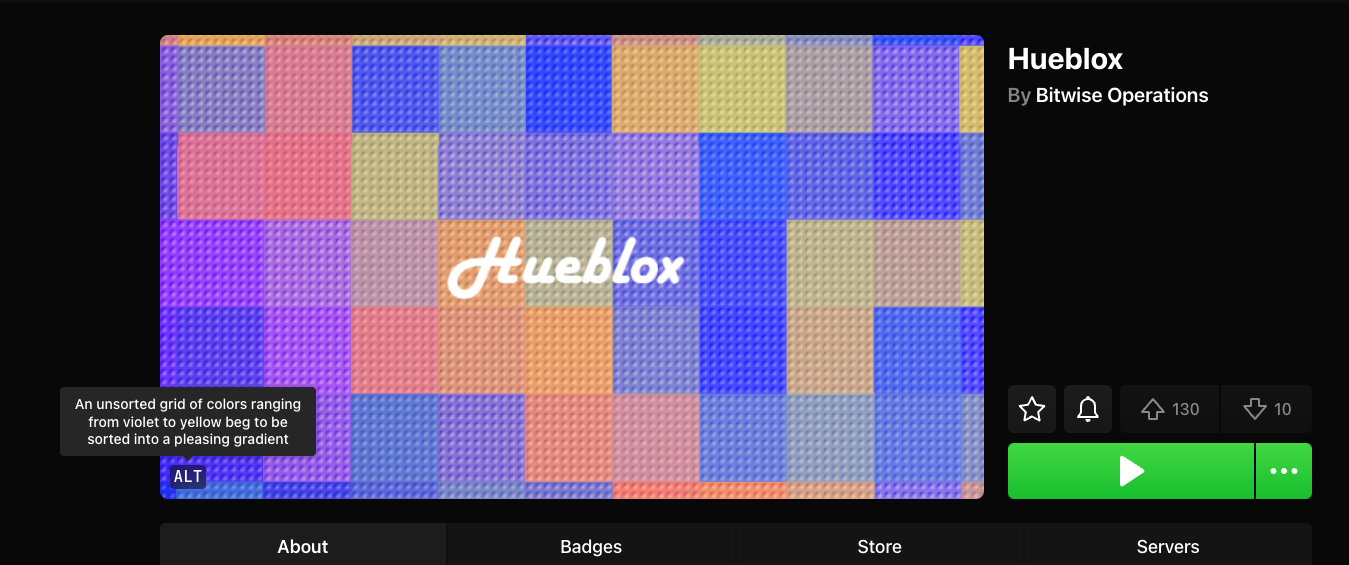 Hueblox
By Bitwise Operations
Hueblox
An unsorted grid of colors ranging
from violet to yellow beg to be
sorted into a pleasing gradient
ALT
130
10
About
Badges
Store
Servers